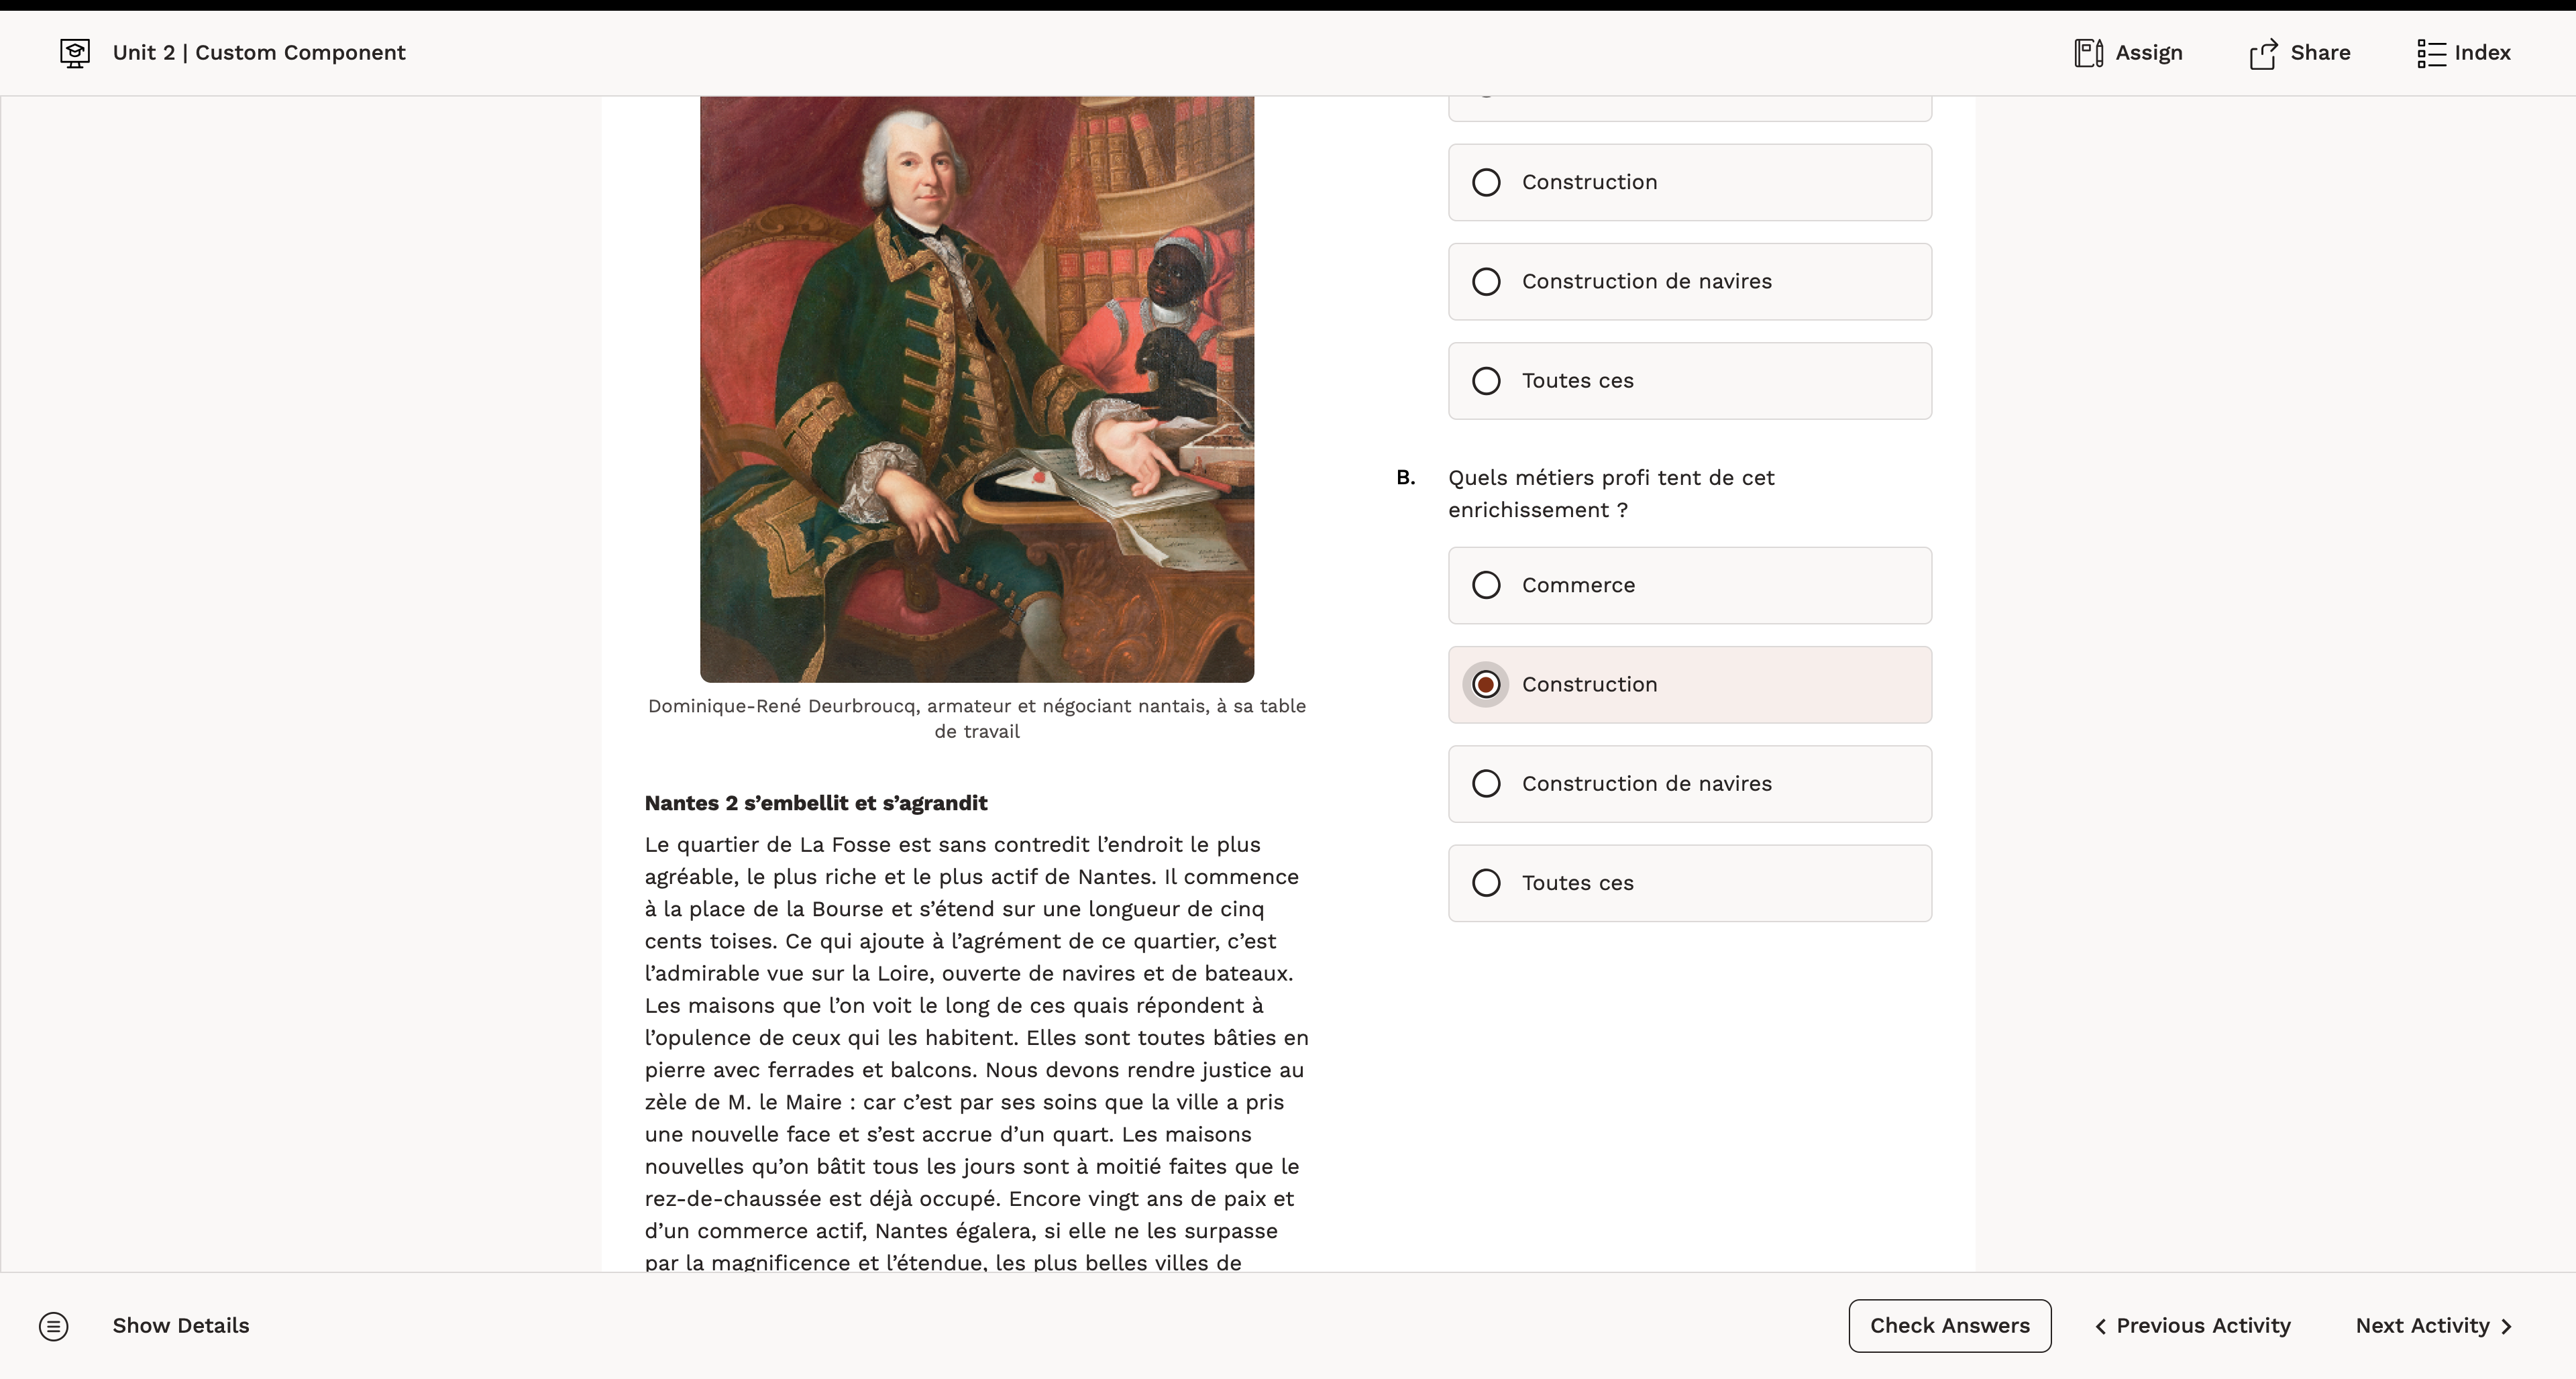 Unit 2 | Custom Component
Assign
Share
Index
Dominique-René Deurbroucq, armateur et négociant nantais, à sa table
de travail
Nantes 2 s’embellit et s’agrandit
Le quartier de La Fosse est sans contredit l’endroit le plus
agréable, le plus riche et le plus actif de Nantes. Il commence
à la place de la Bourse et s’étend sur une longueur de cinq
cents toises. Ce qui ajoute à l’agrément de ce quartier, c’est
l’admirable vue sur la Loire, ouverte de navires et de bateaux.
Les maisons que l’on voit le long de ces quais répondent à
l’opulence de ceux qui les habitent. Elles sont toutes bâties en
pierre avec ferrades et balcons. Nous devons rendre justice au
zèle de M. le Maire : car c’est par ses soins que la ville a pris
une nouvelle face et s’est accrue d’un quart. Les maisons
nouvelles qu’on bâtit tous les jours sont à moitié faites que le
rez-de-chaussée est déjà occupé. Encore vingt ans de paix et
d’un commerce actif, Nantes égalera, si elle ne les surpasse
par la magnificence et l’étendue, les plus belles villes de
Construction
Construction de navires
Toutes ces
B. Quels métiers profi tent de cet
enrichissement ?
Commerce
Construction
Construction de navires
Toutes ces
Show Details
Check Answers
Previous Activity
Next Activity